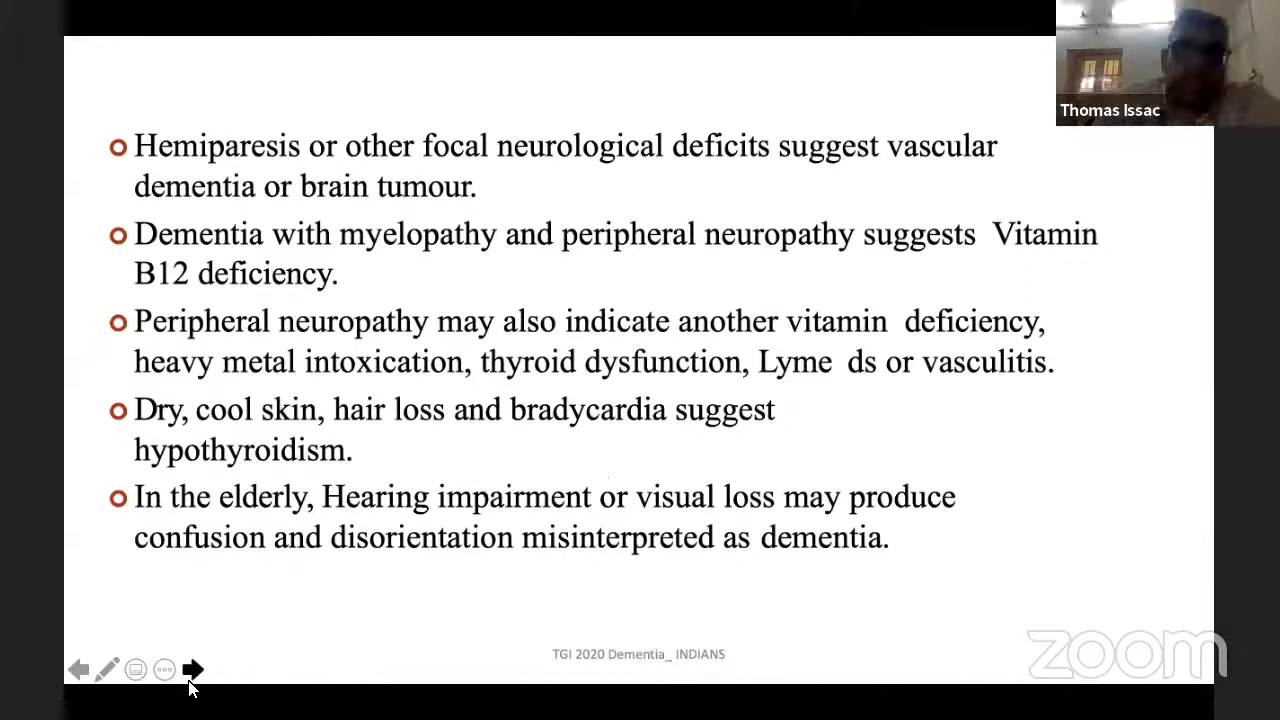 Thomas Issac
Hemiparesis or other focal neurological deficits suggest vascular
dementia or brain tumour.
Dementia with myelopathy and peripheral neuropathy suggests Vitamin
B12 deficiency.
Peripheral neuropathy may also indicate another vitamin deficiency,
heavy metal intoxication, thyroid dysfunction, Lyme ds or vasculitis.
Dry, cool skin, hair loss and bradycardia suggest
hypothyroidism.
In the elderly, Hearing impairment or visual loss may produce
confusion and disorientation misinterpreted as dementia.
TGI 2020 Dementia_ INDIANS
zoom